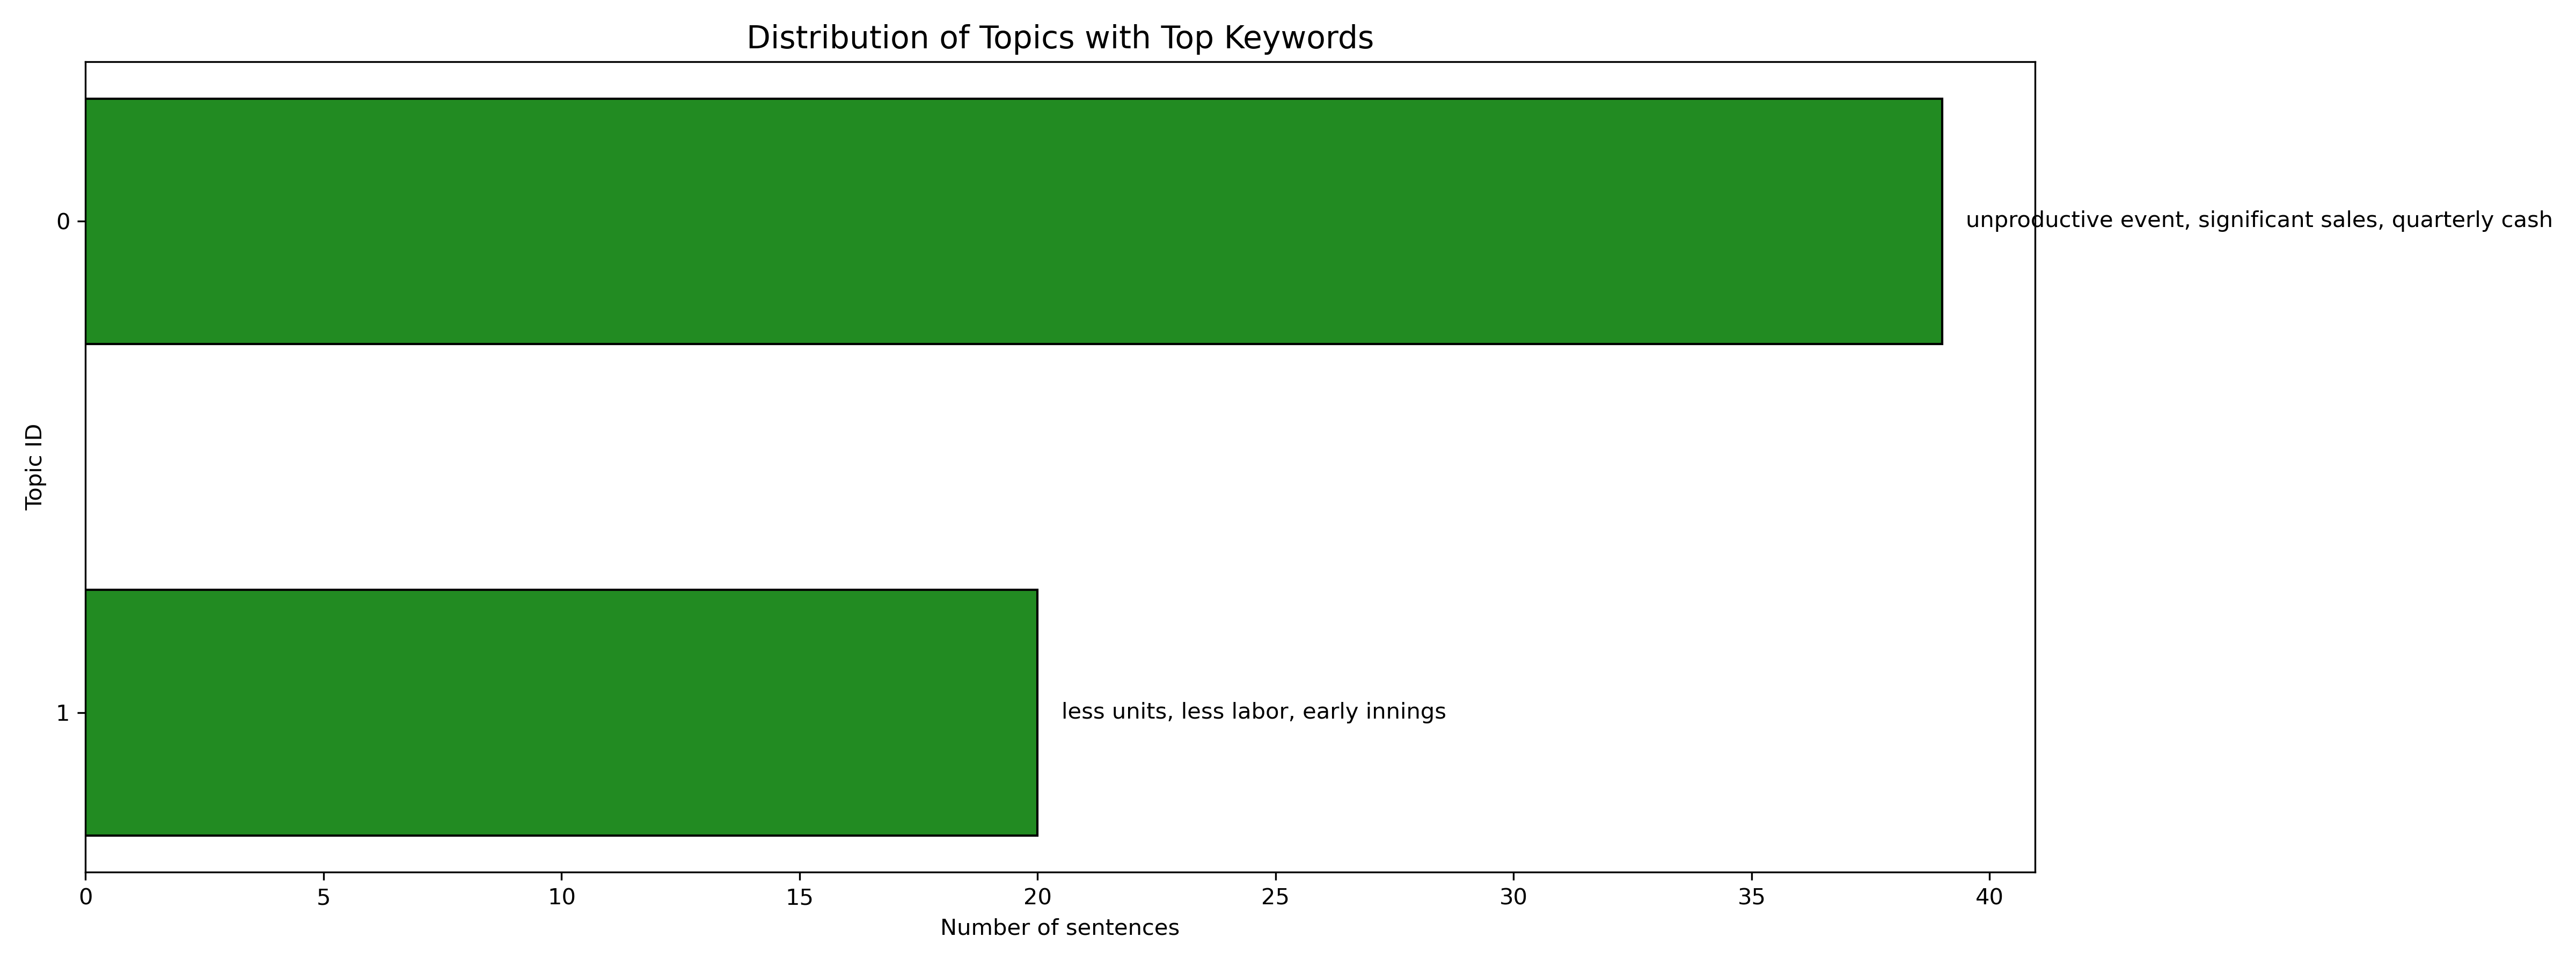 Distribution of Topics with Top Keywords
Topic ID
0
unproductive event, significant sales, quarterly cash
1
less units, less labor, early innings
0 5 10 15 20 25 30 35 40
Number of sentences